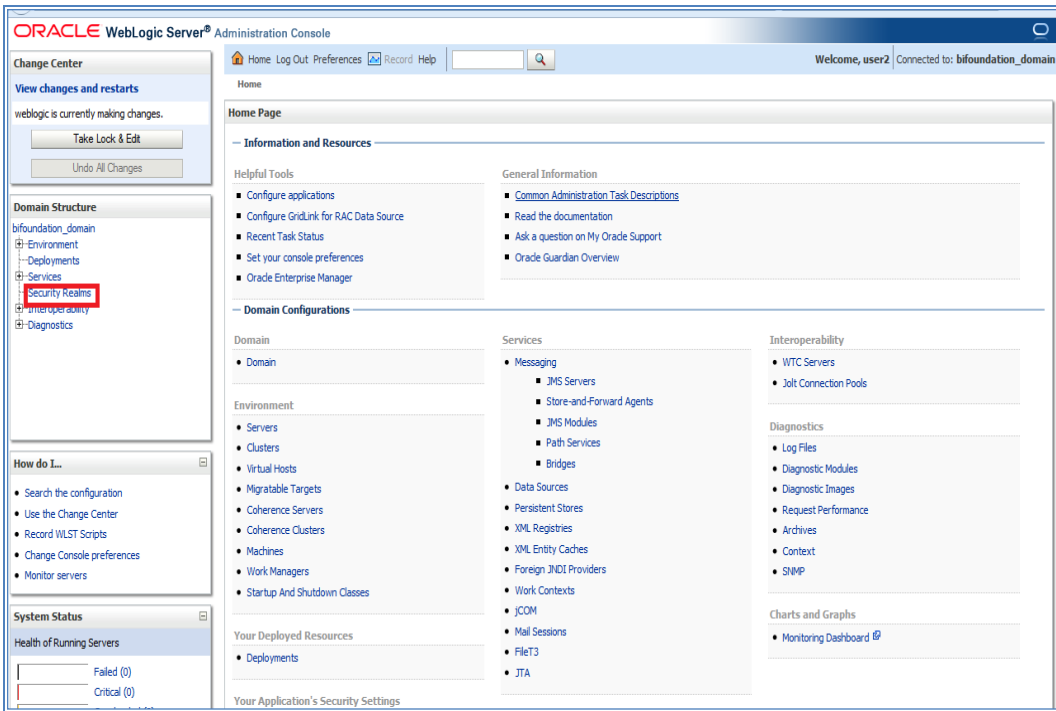 ORACLE WebLogic Server® Administration Console
Change Center
View changes and restarts
weblogic is currently making changes.
Take Lock & Edit
Undo All Changes
Domain Structure
bifoundation_domain
Environment
Deployments
Services
Security Realms
Interoperability
Diagnostics
How do I...
Search the configuration
Use the Change Center
Record WLST Scripts
Change Console preferences
Monitor servers
System Status
Health of Running Servers
Failed (0)
Critical (0)
Home Log Out Preferences Record Help
Welcome, user2 Connected to: bifoundation_domain
Home
Home Page
Information and Resources
Helpful Tools
Configure applications
Configure GridLink for RAC Data Source
Recent Task Status
Set your console preferences
Oracle Enterprise Manager
General Information
Common Administration Task Descriptions
Read the documentation
Ask a question on My Oracle Support
Oracle Guardian Overview
Domain Configurations
Domain
Domain
Environment
Servers
Clusters
Virtual Hosts
Migratable Targets
Coherence Servers
Coherence Clusters
Machines
Work Managers
Startup And Shutdown Classes
Your Deployed Resources
Deployments
Your Application's Security Settings
Services
Messaging
JMS Servers
Store-and-Forward Agents
JMS Modules
Path Services
Bridges
Data Sources
Persistent Stores
XML Registries
XML Entity Caches
Foreign JNDI Providers
Work Contexts
jCOM
Mail Sessions
FileT3
JTA
Interoperability
WTC Servers
Jolt Connection Pools
Diagnostics
Log Files
Diagnostic Modules
Diagnostic Images
Request Performance
Archives
Context
SNMP
Charts and Graphs
Monitoring Dashboard